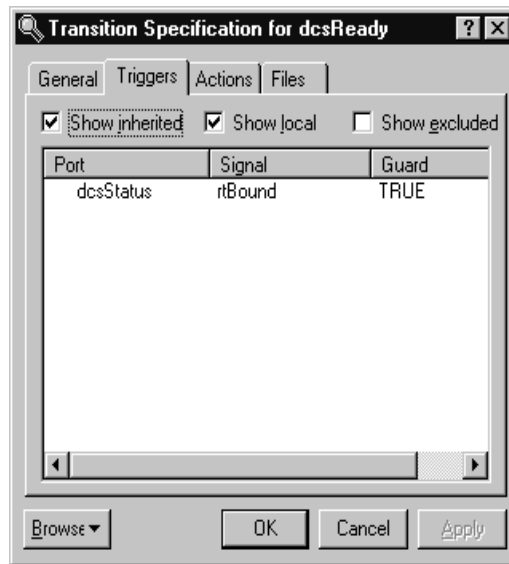 Transition Specification for dcsReady ? X
General Triggers Actions Files
Show inherited Show local Show excluded
Port Signal Guard
dcsStatus rtBound TRUE
Browse OK Cancel Apply